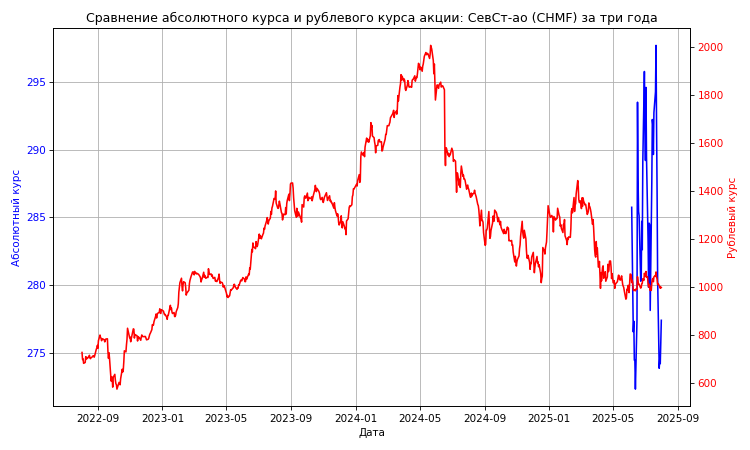 Сравнение абсолютного курса и рублевого курса акции: СевСт-ао (CHMF) за три года
Абсолютный курс
295
290
285
280
275
2000
1800
1600
1400
1200
1000
800
600
Рублевый курс
2022-09 2023-01 2023-05 2023-09 2024-01 2024-05 2024-09 2025-01 2025-05 2025-09
Дата